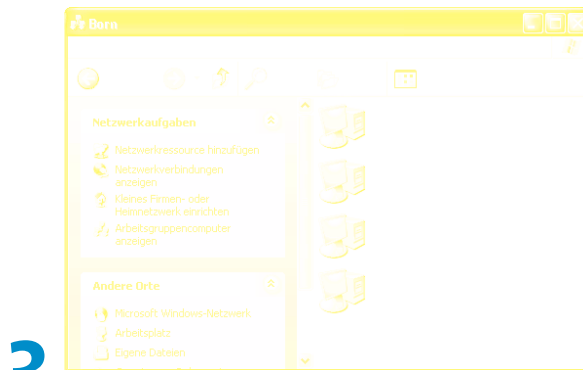 Bora
Netzwerkaufgaben
Netzwerkressource hinzufügen
Netzwerkverbindungen
anzeigen
Kleines Firmen- oder
Heimnetzwerk einrichten
Arbeitsgruppencomputer
anzeigen
Andere Orte
Microsoft Windows-Netzwerk
Arbeitsplatz
Eigene Dateien
3